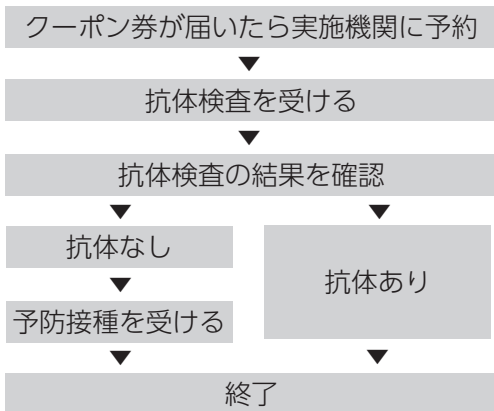 クーポン券が届いたら実施機関に予約
▼
抗体検査を受ける
▼
抗体検査の結果を確認
▼ ▼
抗体なし
抗体あり
▼
予防接種を受ける
▼ ▼
終了